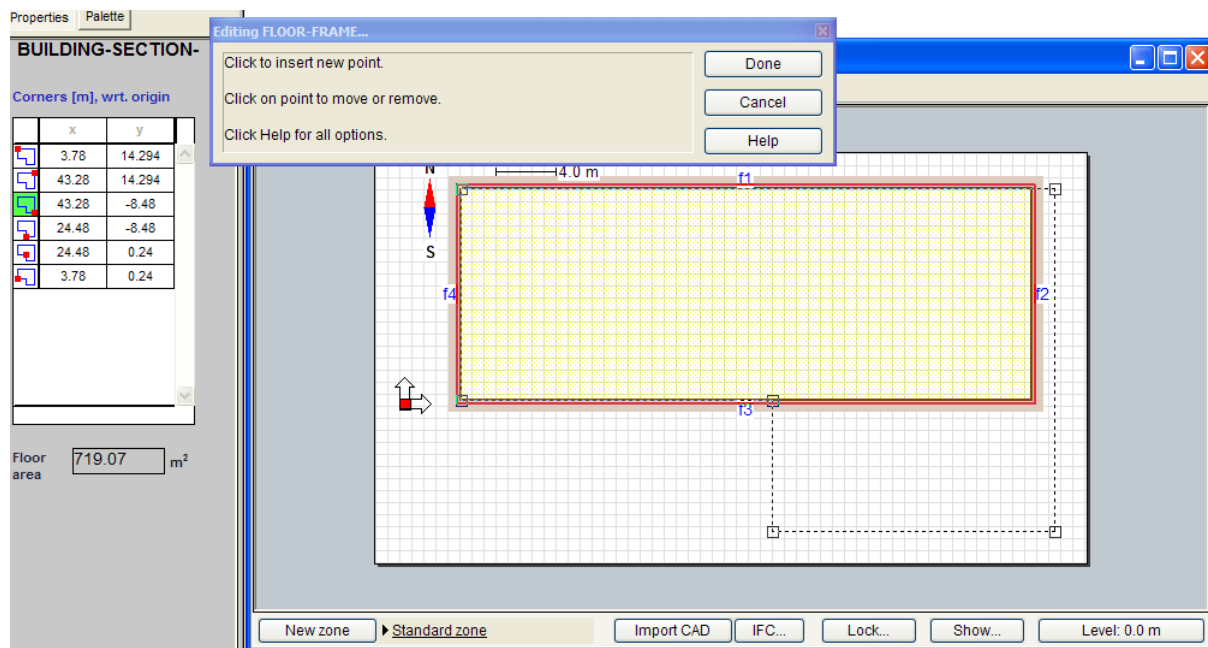 Properties Palette
BUILDING-SECTION-
Corners [m], wrt. origin
x y
3.78 14.294
43.28 14.294
43.28 -8.48
24.48 -8.48
24.48 0.24
3.78 0.24
Floor area 719.07 m²
Editing FLOOR-FRAME...
Click to insert new point.
Click on point to move or remove.
Click Help for all options.
Done
Cancel
Help
N
4.0 m
S
f1
f2
f4
f3
New zone Standard zone Import CAD IFC... Lock... Show... Level: 0.0 m